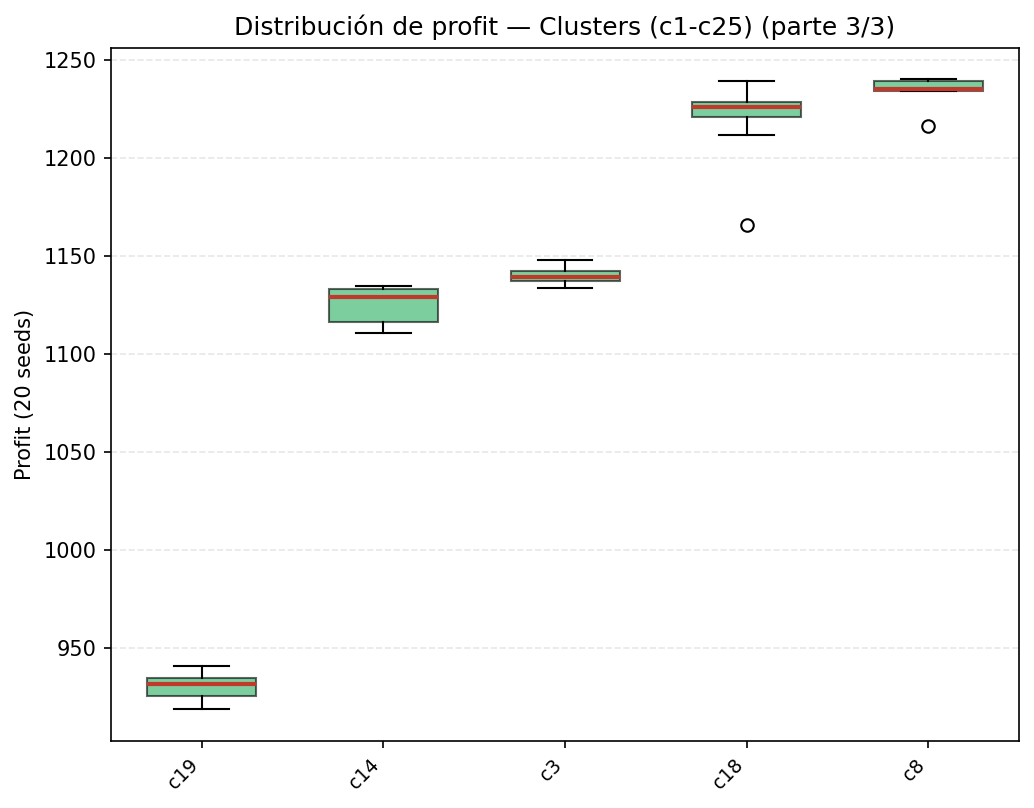 Distribución de profit — Clusters (c1-c25) (parte 3/3)
Profit (20 seeds)
1250
1200
1150
1100
1050
1000
950
c19
c14
c3
c18
c8